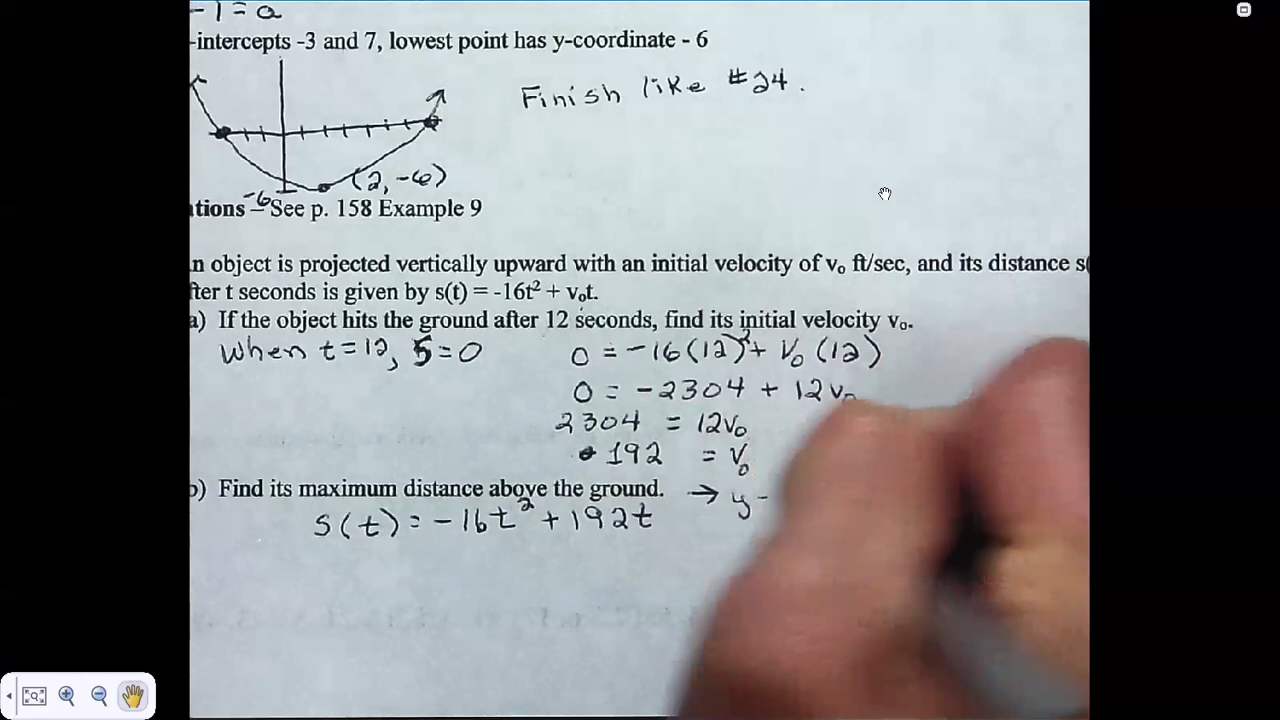 -1 = a
-intercepts -3 and 7, lowest point has y-coordinate - 6
Finish like #24.
(2, -6)
-6
tions - See p. 158 Example 9
n object is projected vertically upward with an initial velocity of v₀ ft/sec, and its distance s(
fter t seconds is given by s(t) = -16t² + v₀t.
a) If the object hits the ground after 12 seconds, find its initial velocity v₀.
When t=12, s=0
0 = -16(12)² + V₀(12)
0 = -2304 + 12v₀
2304 = 12v₀
192 = V₀
b) Find its maximum distance above the ground. → y-
s(t) = -16t² + 192t